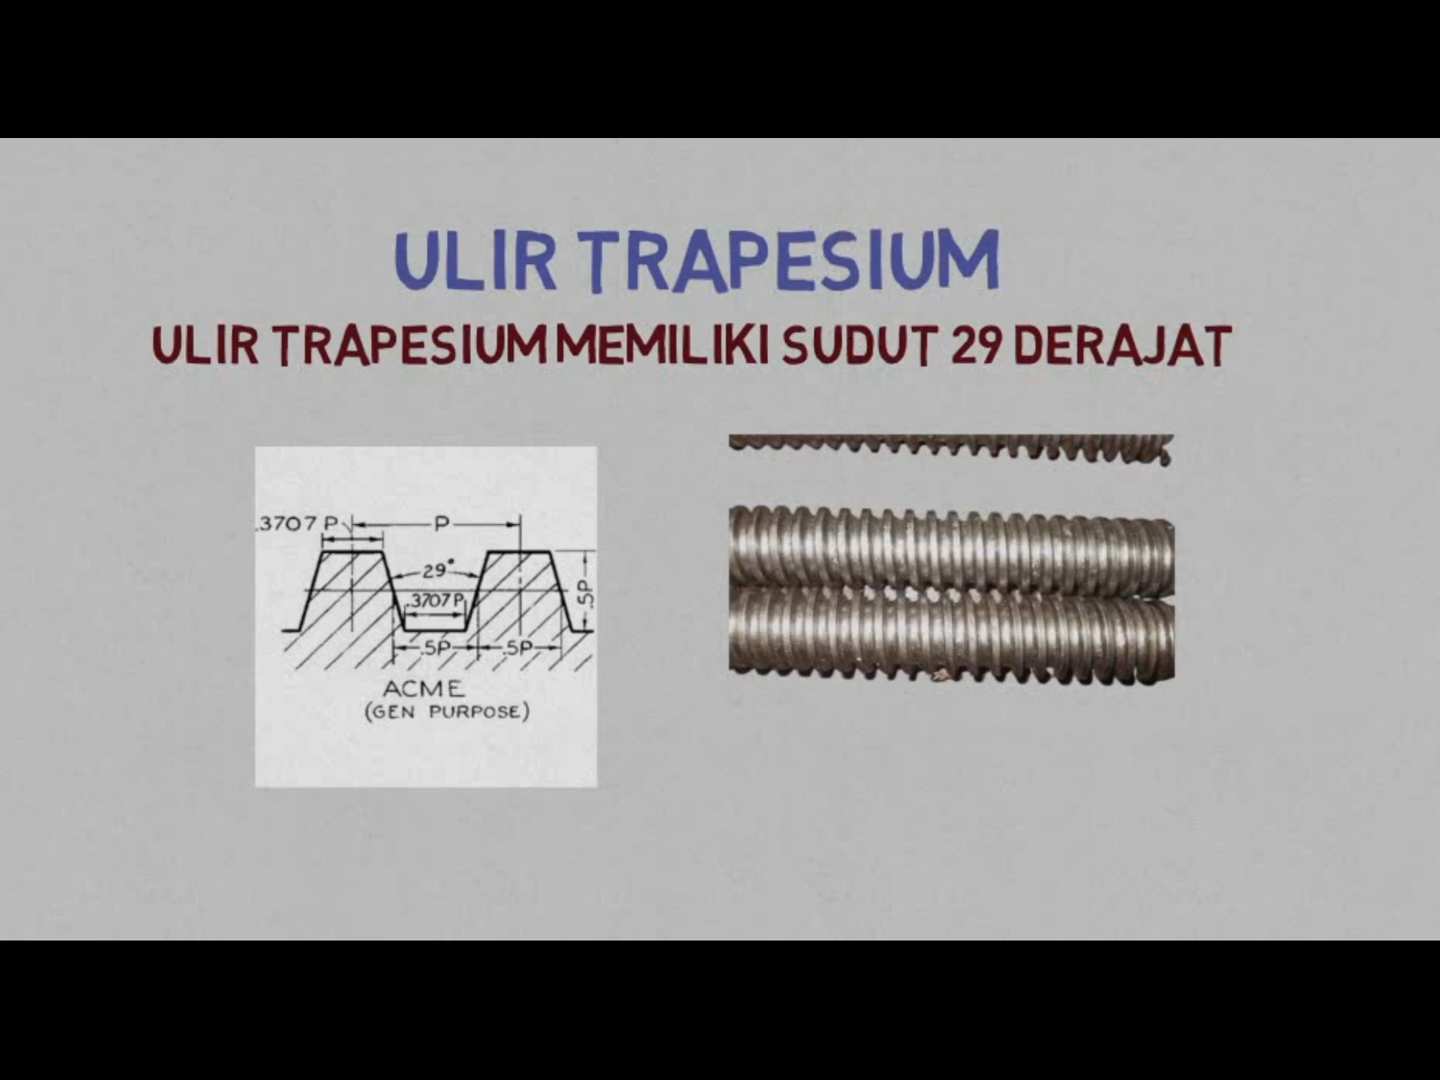 ULIR TRAPESIUM
ULIR TRAPESIUM MEMILIKI SUDUT 29 DERAJAT
.3707 P
P
29°
.3707 P
.5P
.5P
.5P
ACME
(GEN PURPOSE)